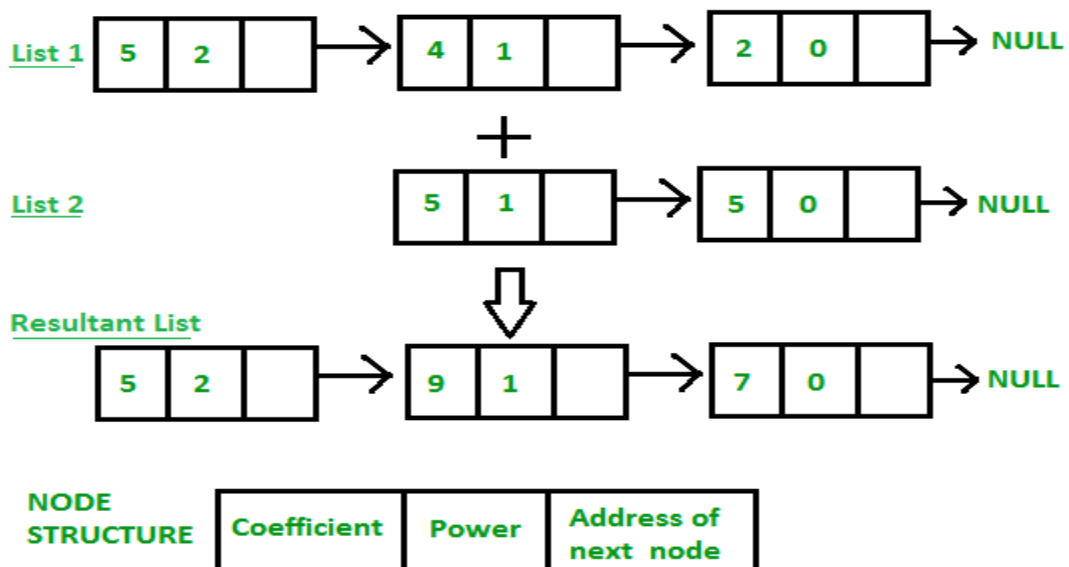 List 1 5 2 4 1 2 0 NULL
+
List 2 5 1 5 0 NULL
Resultant List
5 2 9 1 7 0 NULL
NODE
STRUCTURE
Coefficient Power
Address of
next node